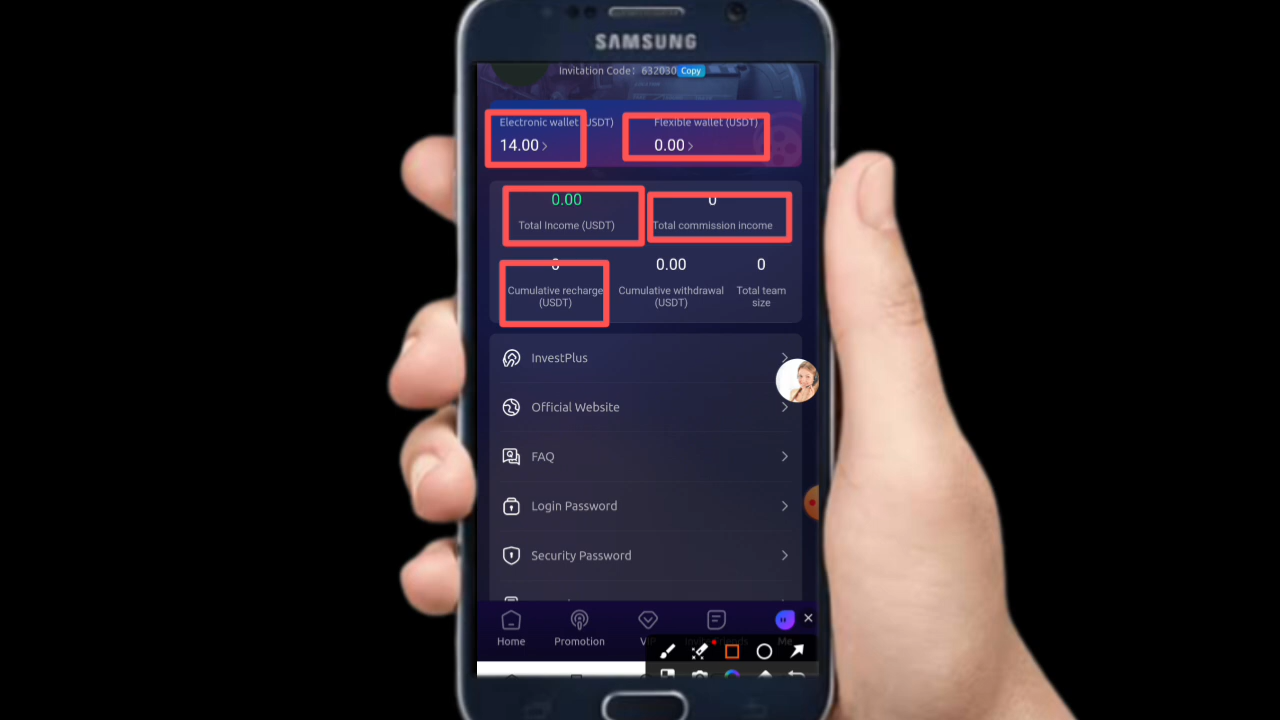 SAMSUNG
Invitation Code: 632030 Copy
Electronic wallet (USDT) Flexible wallet (USDT)
14.00 0.00
0.00 0
Total Income (USDT) Total commission income
0 0.00 0
Cumulative recharge Cumulative withdrawal Total team
(USDT) (USDT) size
InvestPlus
Official Website
FAQ
Login Password
Security Password
Home Promotion Me